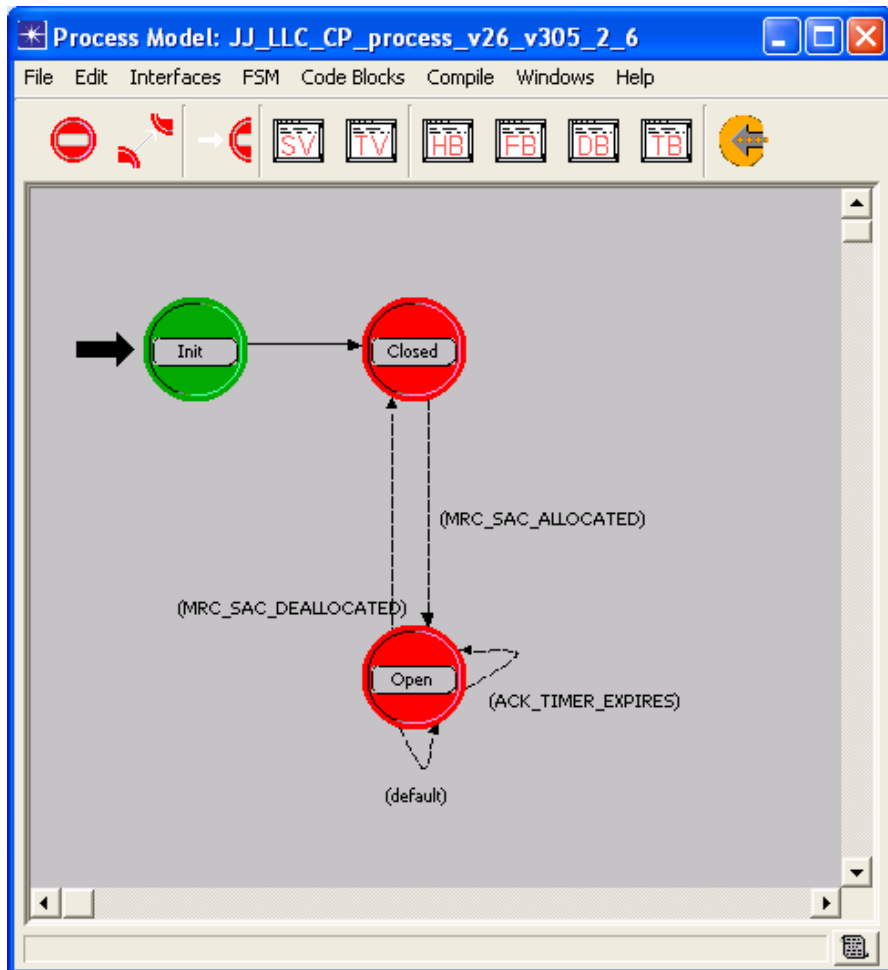 Process Model: JJ_LLC_CP_process_v26_v305_2_6
File Edit Interfaces FSM Code Blocks Compile Windows Help
SV TV HB FB DB TB
Init
Closed
(MRC_SAC_ALLOCATED)
(MRC_SAC_DEALLOCATED)
Open
(ACK_TIMER_EXPIRES)
(default)